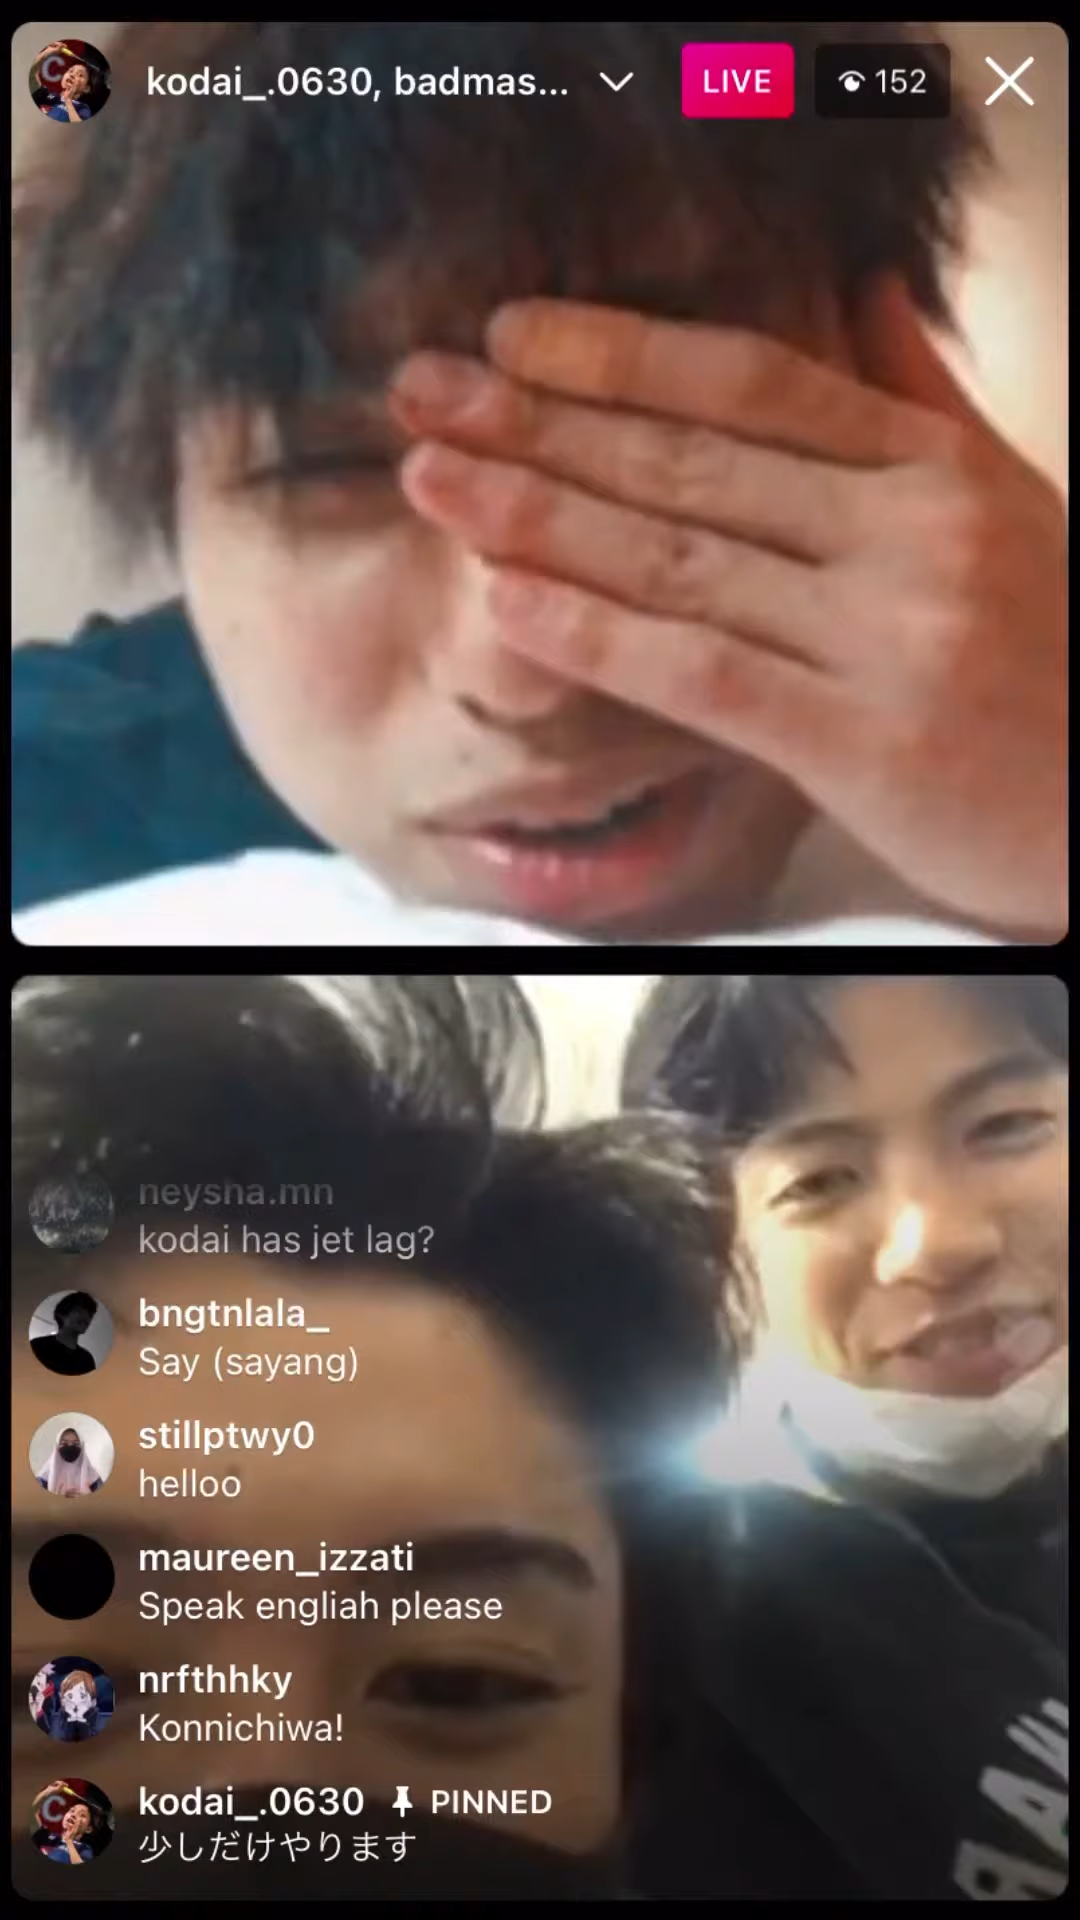 kodai_.0630, badmas...
LIVE
152
neysha.mn
kodai has jet lag?
bngtnlala_
Say (sayang)
stillptwy0
helloo
maureen_izzati
Speak engliah please
nrfthhky
Konnichiwa!
kodai_.0630 PINNED
少しだけやります